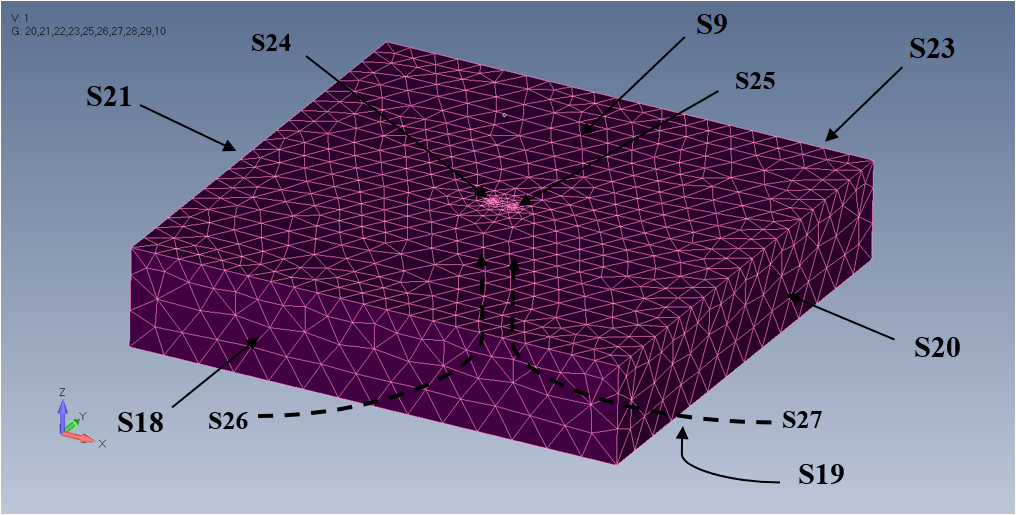 V: 1
G: 20,21,22,23,25,26,27,28,29,10
S9
S24
S23
S25
S21
S20
S26
S18
S27
S19
Z
Y
X